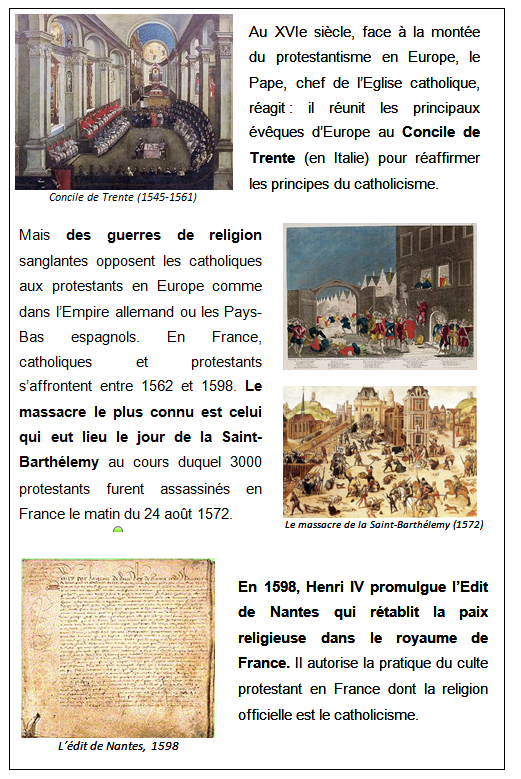 Au XVIe siècle, face à la montée
du protestantisme en Europe, le
Pape, chef de l'Eglise catholique,
réagit : il réunit les principaux
évêques d'Europe au Concile de
Trente (en Italie) pour réaffirmer
les principes du catholicisme.
Concile de Trente (1545-1561)
Mais des guerres de religion
sanglantes opposent les catholiques
aux protestants en Europe comme
dans l'Empire allemand ou les Pays-
Bas espagnols. En France,
catholiques et protestants
s'affrontent entre 1562 et 1598. Le
massacre le plus connu est celui
qui eut lieu le jour de la Saint-
Barthélemy au cours duquel 3000
protestants furent assassinés en
France le matin du 24 août 1572.
Le massacre de la Saint-Barthélemy (1572)
En 1598, Henri IV promulgue l'Edit
de Nantes qui rétablit la paix
religieuse dans le royaume de
France. Il autorise la pratique du culte
protestant en France dont la religion
officielle est le catholicisme.
L'édit de Nantes, 1598